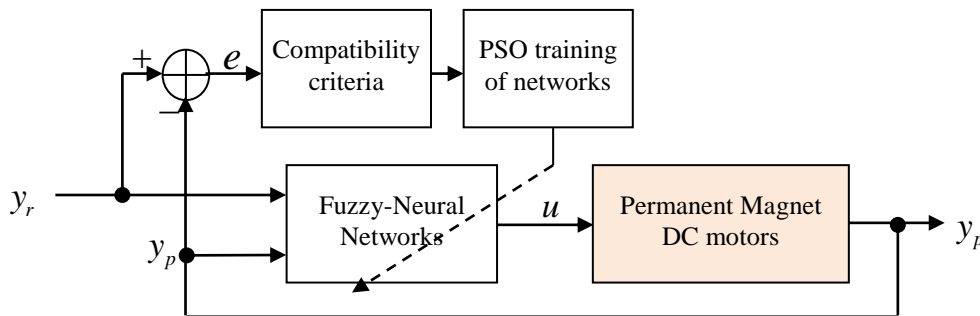 +
e
Compatibility
criteria
PSO training
of networks
−
y_r
Fuzzy-Neural
Networks
u
Permanent Magnet
DC motors
y_p
y_p